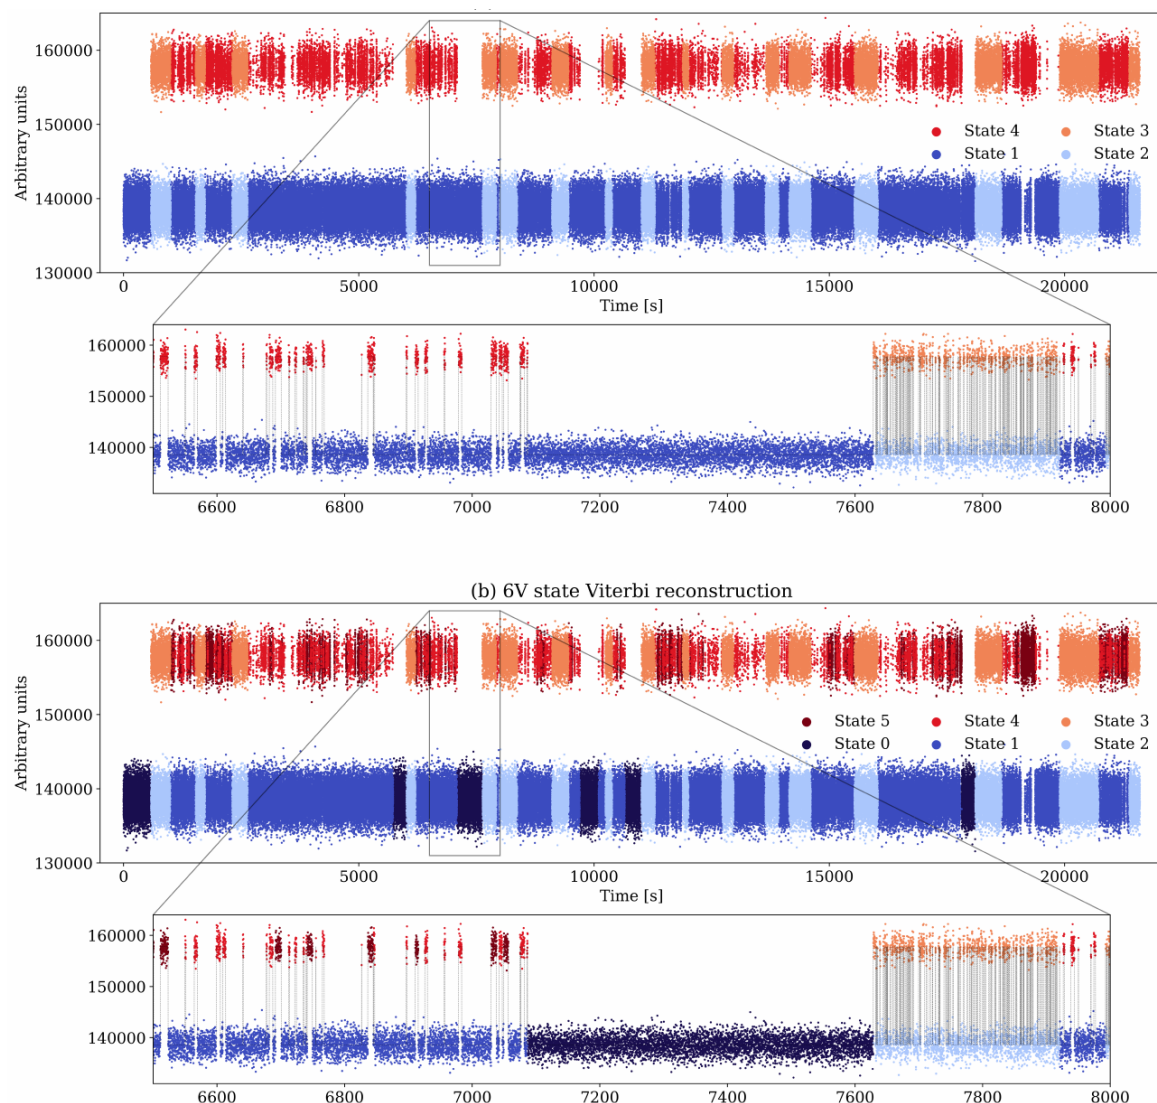 160000
150000
140000
130000
Arbitrary units
State 4 State 3
State 1 State 2
0 5000 10000 15000 20000
Time [s]
160000
150000
140000
6600 6800 7000 7200 7400 7600 7800 8000
(b) 6V state Viterbi reconstruction
160000
150000
140000
130000
Arbitrary units
State 5 State 4 State 3
State 0 State 1 State 2
0 5000 10000 15000 20000
Time [s]
160000
150000
140000
6600 6800 7000 7200 7400 7600 7800 8000